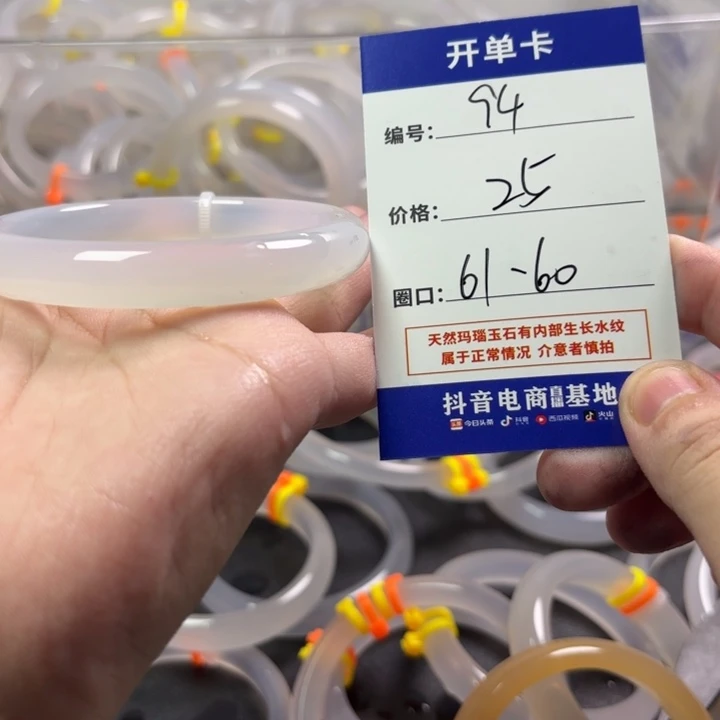 开单卡
编号: 94
价格: 25
圈口: 61-60
天然玛瑙玉石有内部生长水纹
属于正常情况 介意者慎拍
抖音电商直播基地
今日头条 抖音 西瓜视频 火山